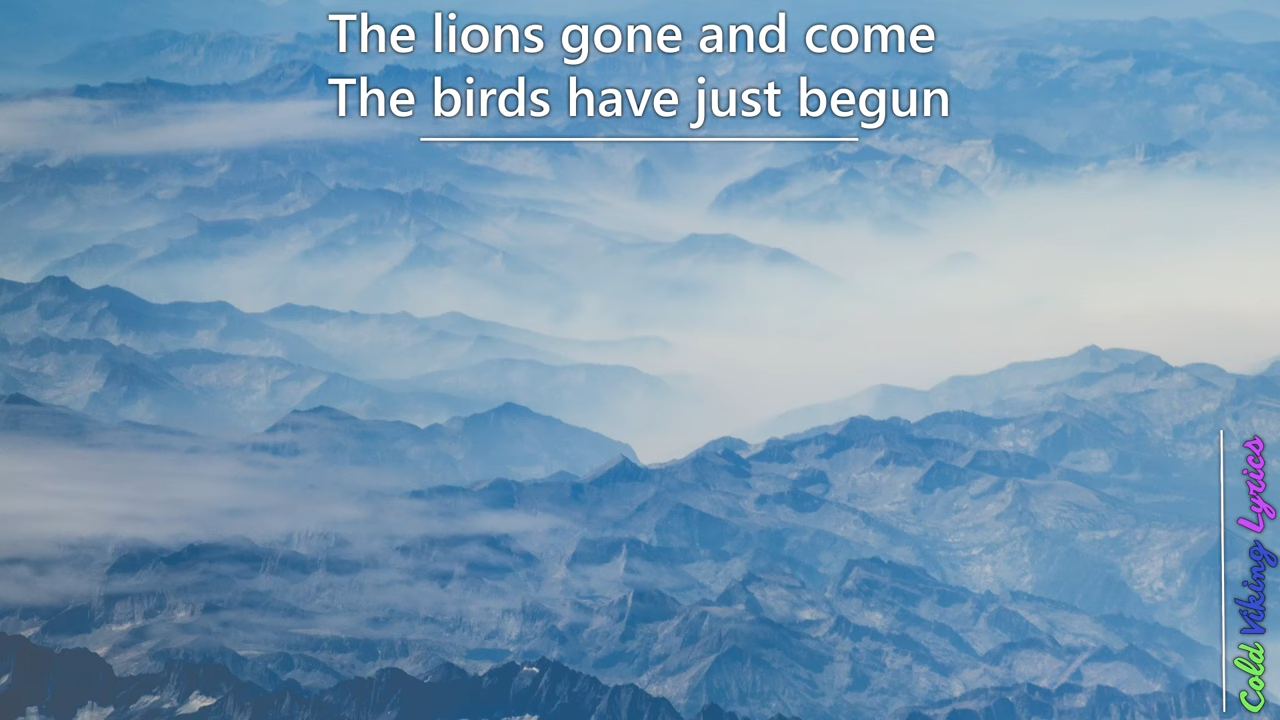 The lions gone and come
The birds have just begun
Cold Viking Lyrics